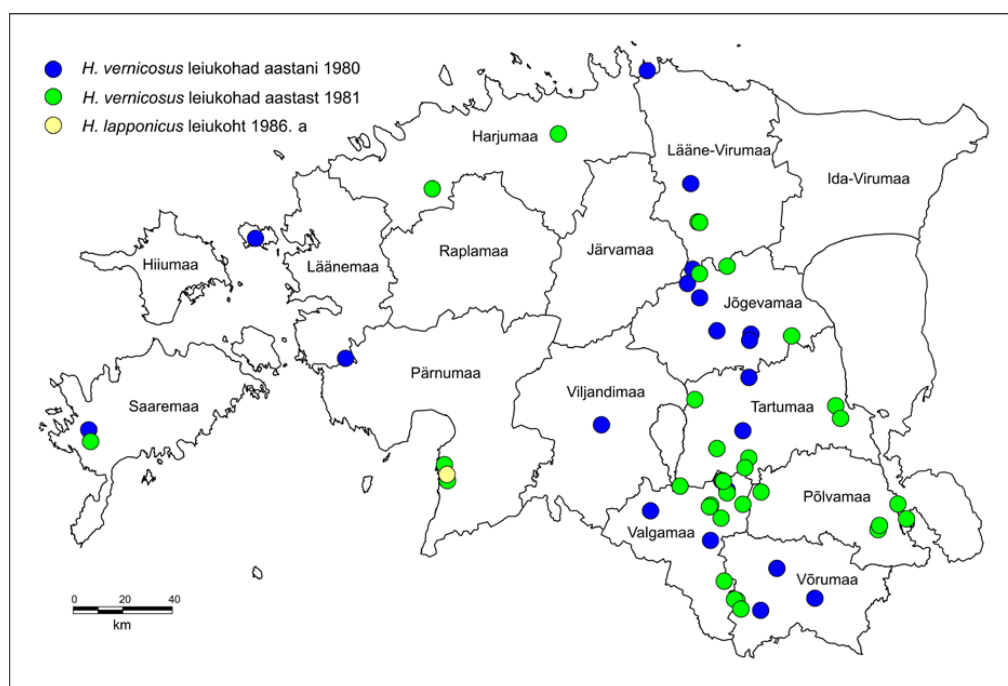 H. vernicosus leiukohad aastani 1980
H. vernicosus leiukohad aastast 1981
H. lapponicus leiukoht 1986. a
Harjumaa
Lääne-Virumaa
Ida-Virumaa
Hiiumaa
Läänemaa
Raplamaa
Järvamaa
Jõgevamaa
Pärnumaa
Viljandimaa
Saaremaa
Tartumaa
Põlvamaa
Valgamaa
Võrumaa
0 20 40
km